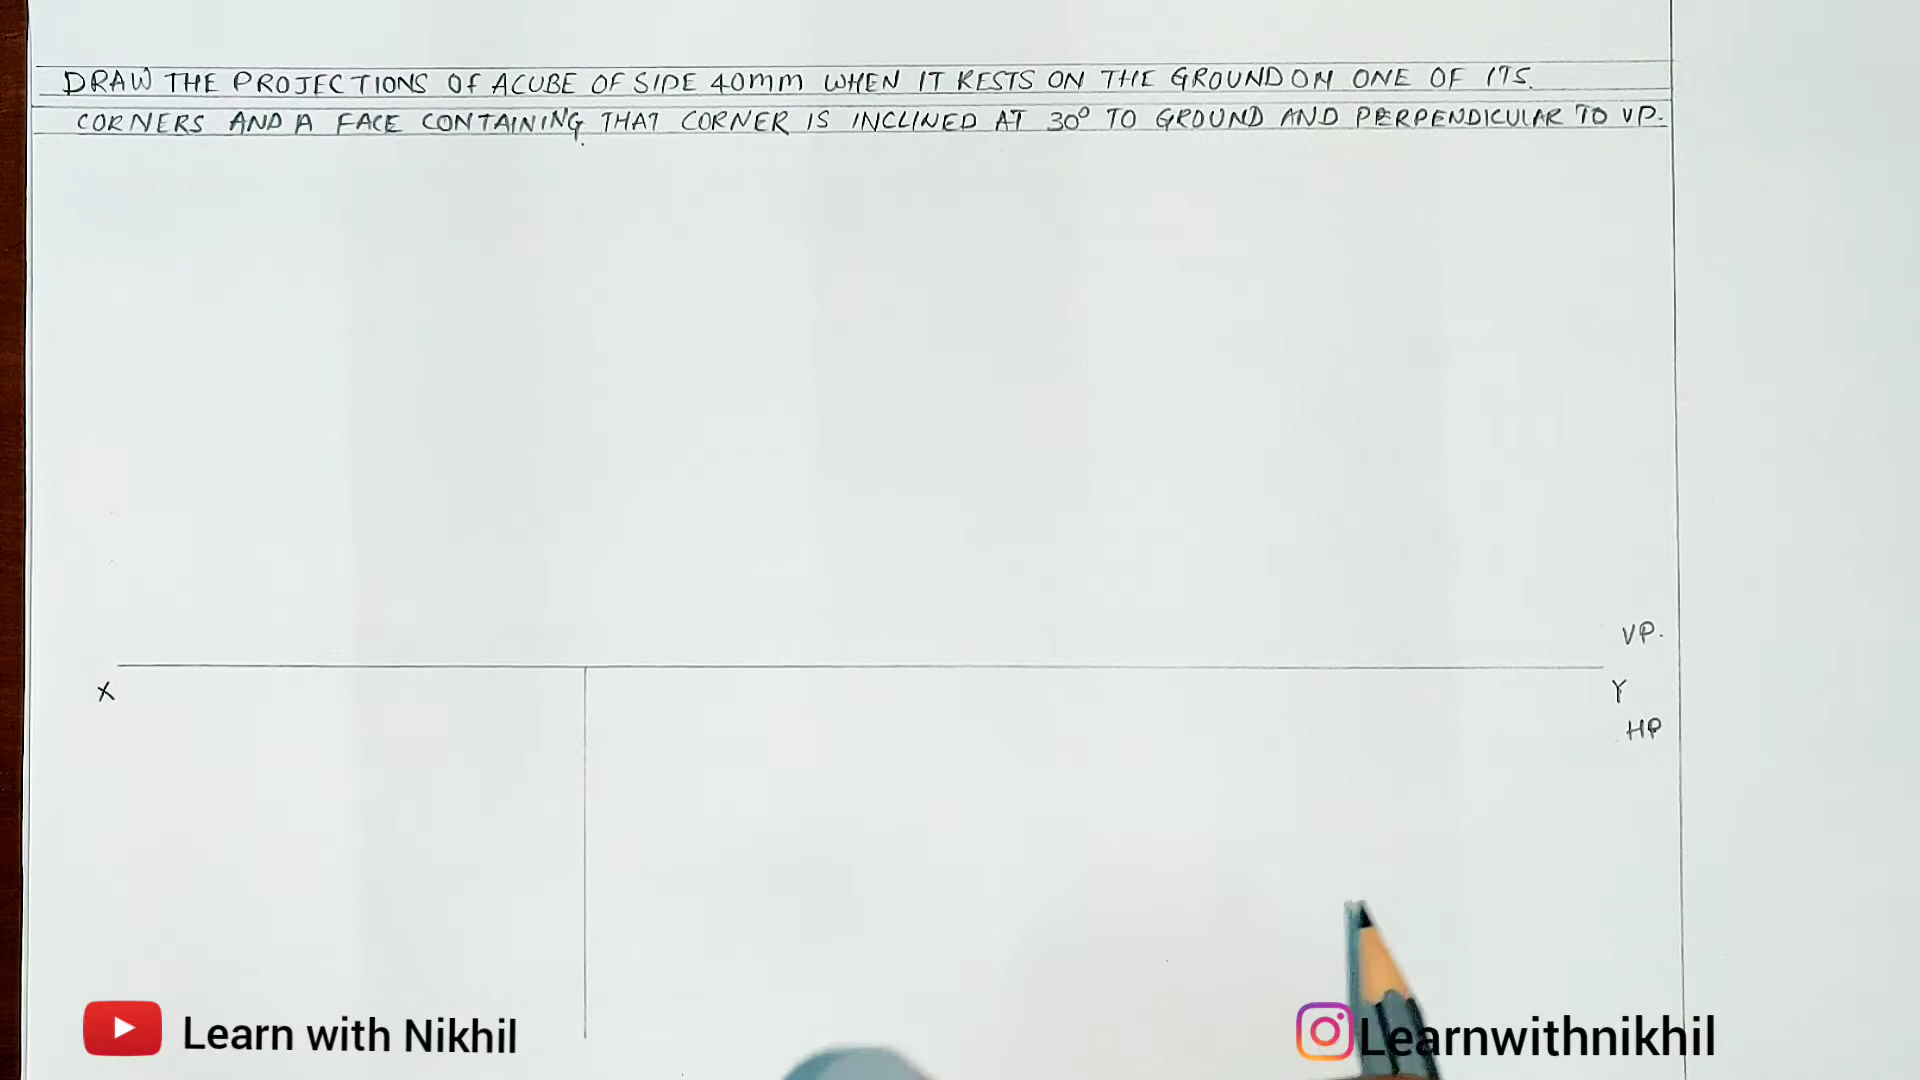 DRAW THE PROJECTIONS OF A CUBE OF SIDE 40mm WHEN IT RESTS ON THE GROUND ON ONE OF ITS.
CORNERS AND A FACE CONTAINING THAT CORNER IS INCLINED AT 30° TO GROUND AND PERPENDICULAR TO VP.
VP.
X Y
HP
Learn with Nikhil Learnwithnikhil